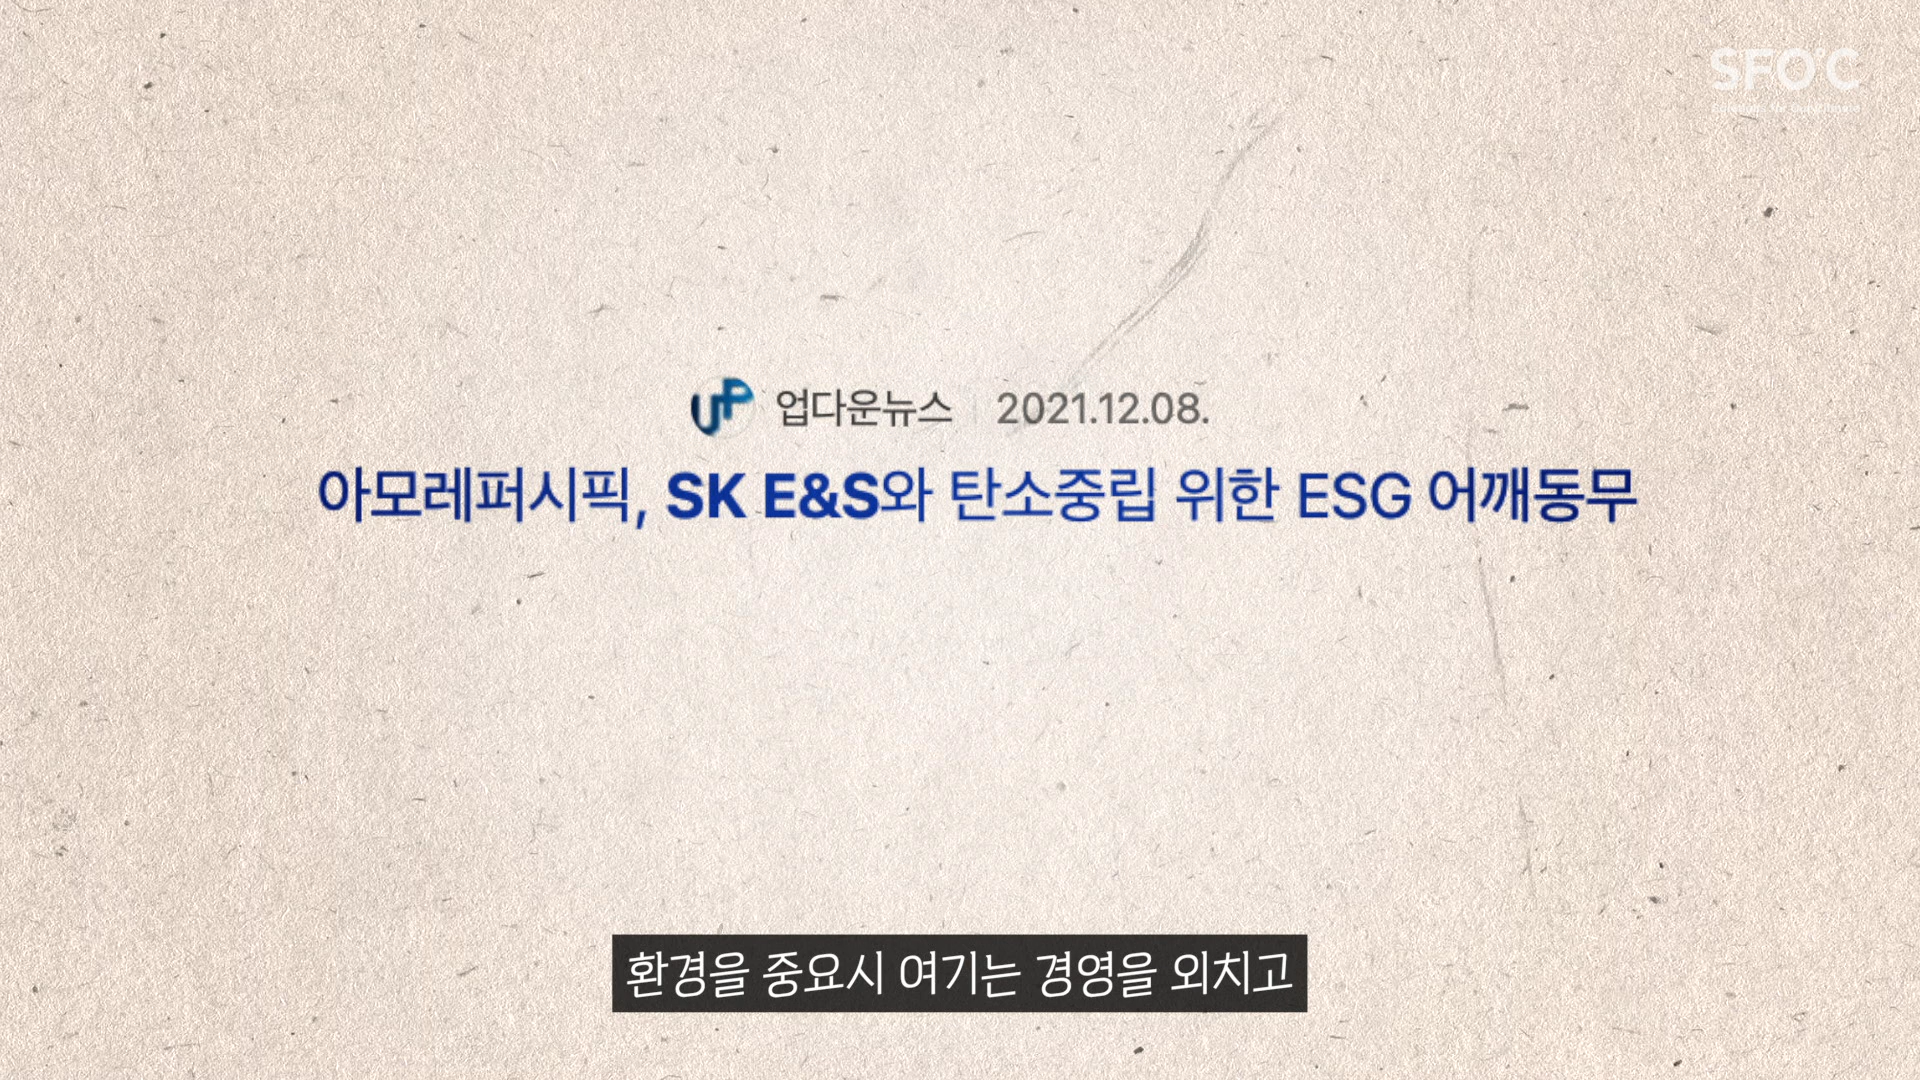 SFO°C
업다운뉴스 2021.12.08.
아모레퍼시픽, SK E&S와 탄소중립 위한 ESG 어깨동무
환경을 중요시 여기는 경영을 외치고